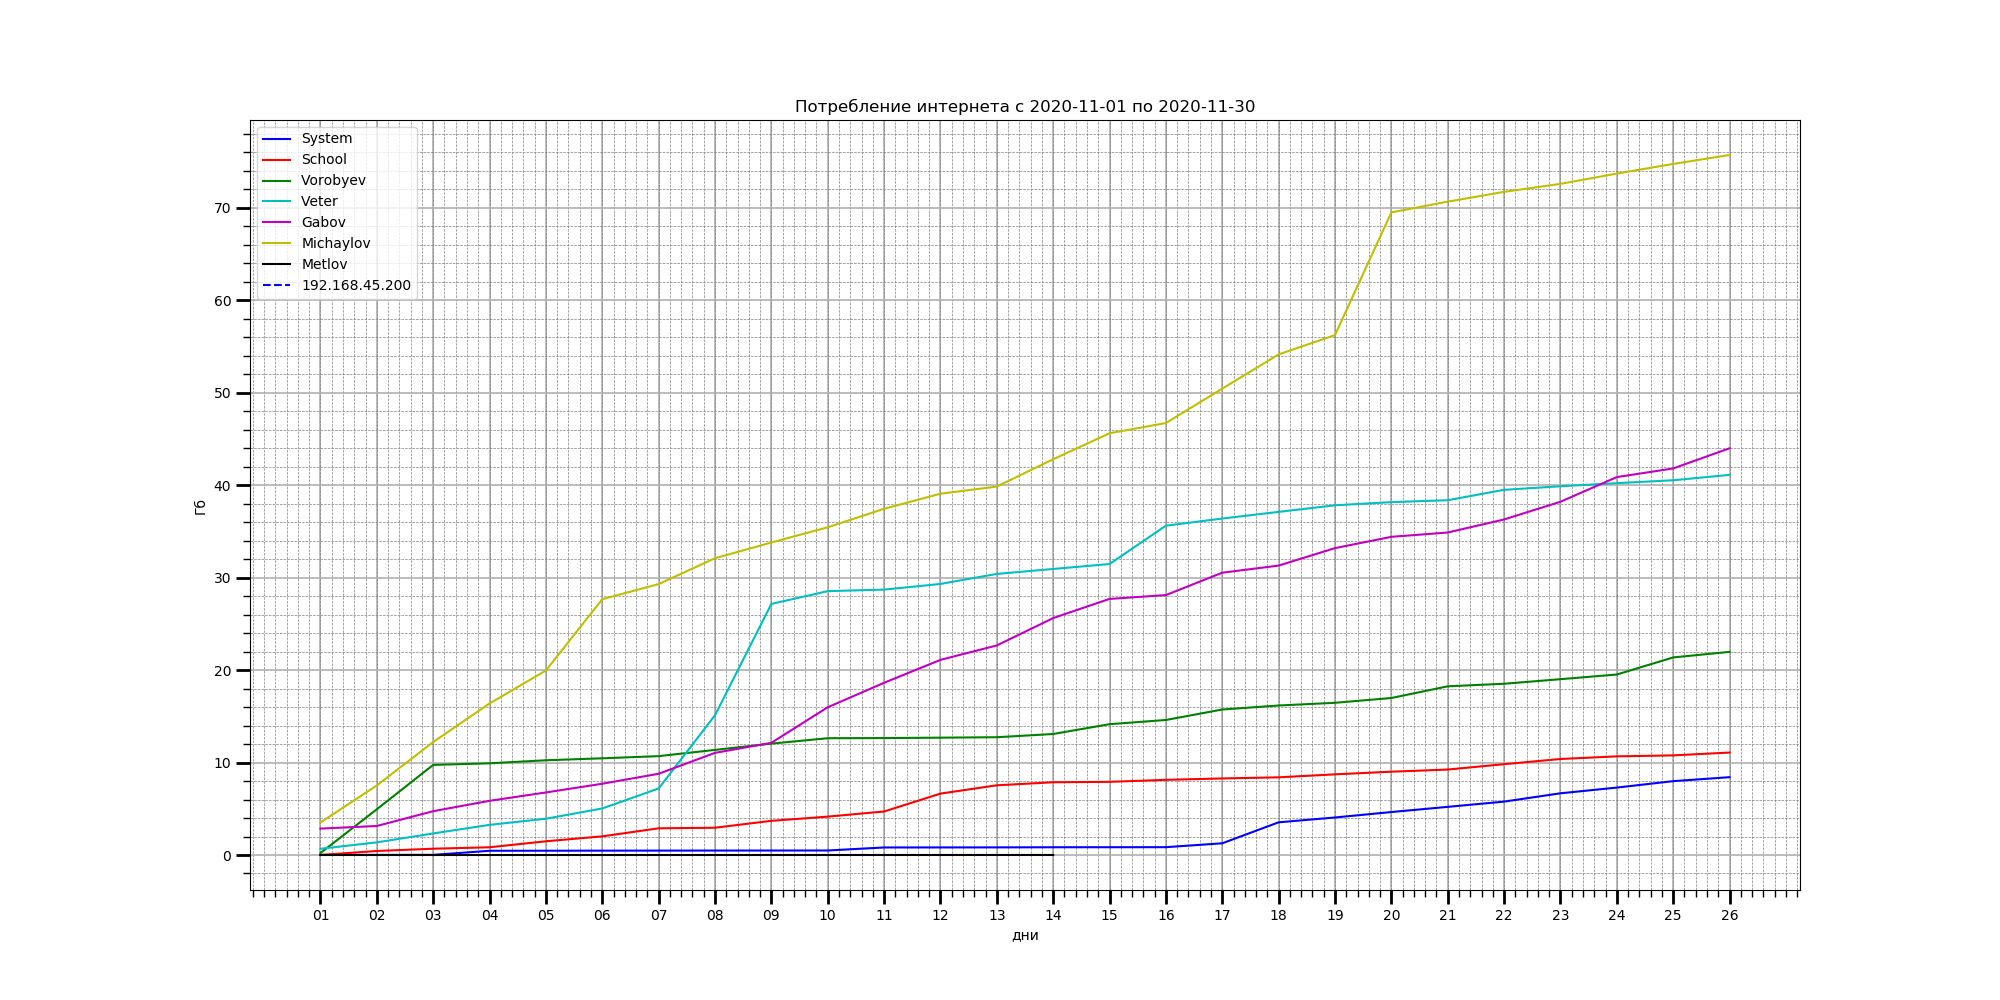 Потребление интернета с 2020-11-01 по 2020-11-30
System
School
Vorobyev
Veter
Gabov
Michaylov
Metlov
192.168.45.200
Гб
70
60
50
40
30
20
10
0
01 02 03 04 05 06 07 08 09 10 11 12 13 14 15 16 17 18 19 20 21 22 23 24 25 26
дни